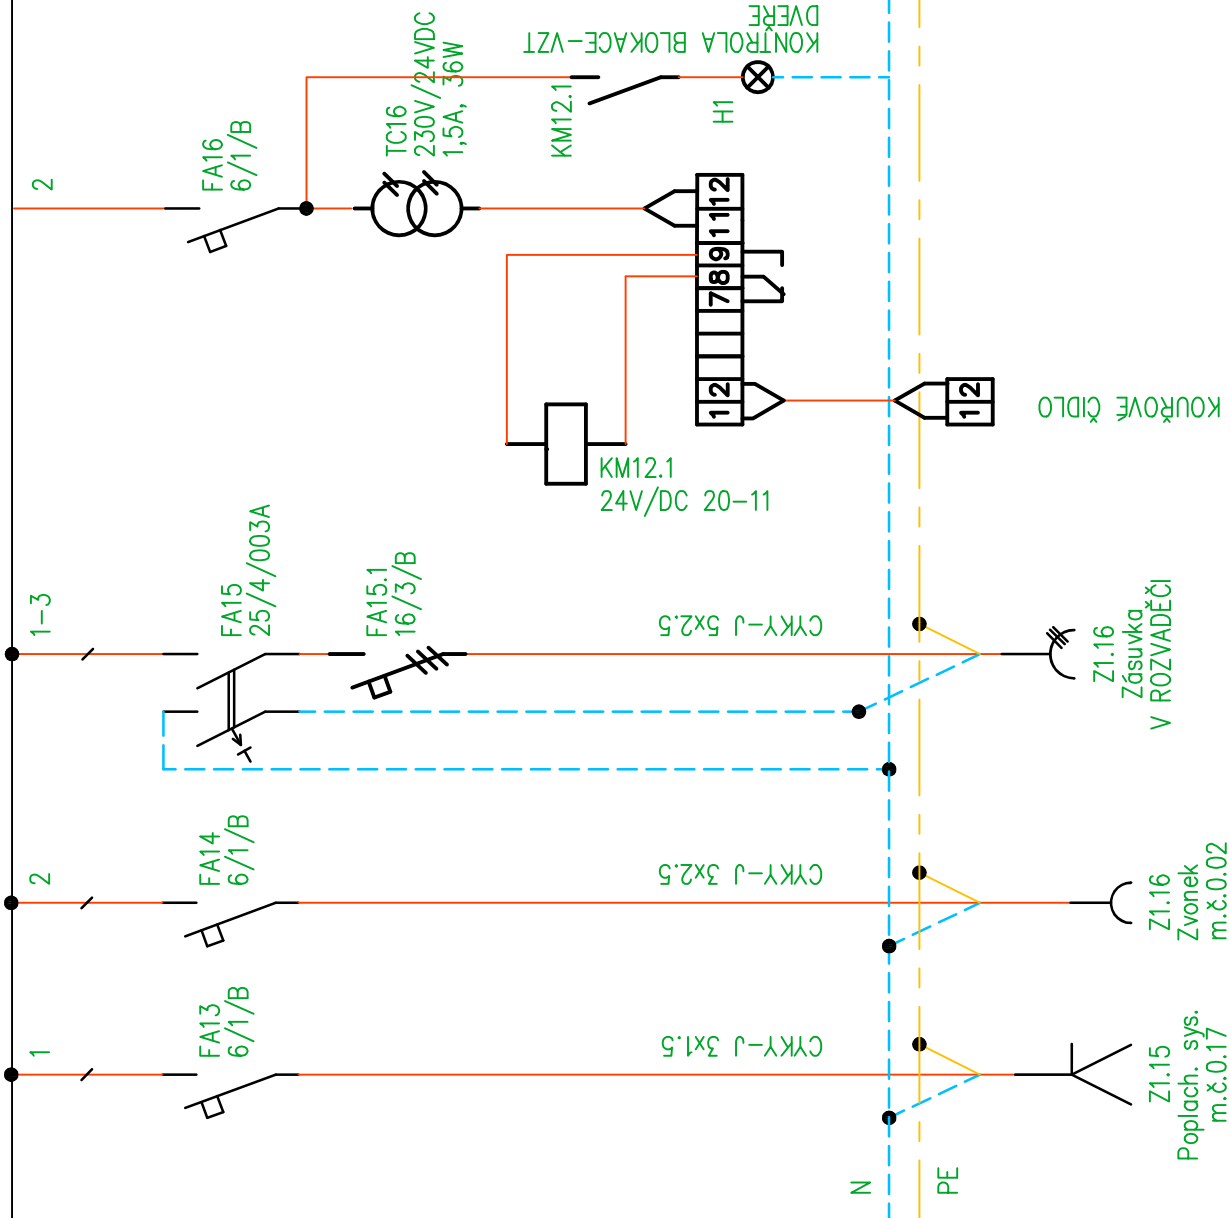 KONTROLA BLOKACE-VZT
DVEŘE
2
FA16
6/1/B
TC16
230V/24VDC
1,5A, 36W
KM12.1
H1
12
11
9
8
7
2
1
2
1
KOUŘOVÉ ČIDLO
KM12.1
24V/DC 20-11
1-3
FA15
25/4/003A
FA15.1
16/3/B
CYKY-J 5x2.5
Z1.16
Zásuvka
V ROZVADĚČI
2
FA14
6/1/B
CYKY-J 3x2.5
Z1.16
Zvonek
m.č.0.02
1
FA13
6/1/B
CYKY-J 3x1.5
Z1.15
Poplach. sys.
m.č.0.17
N
PE